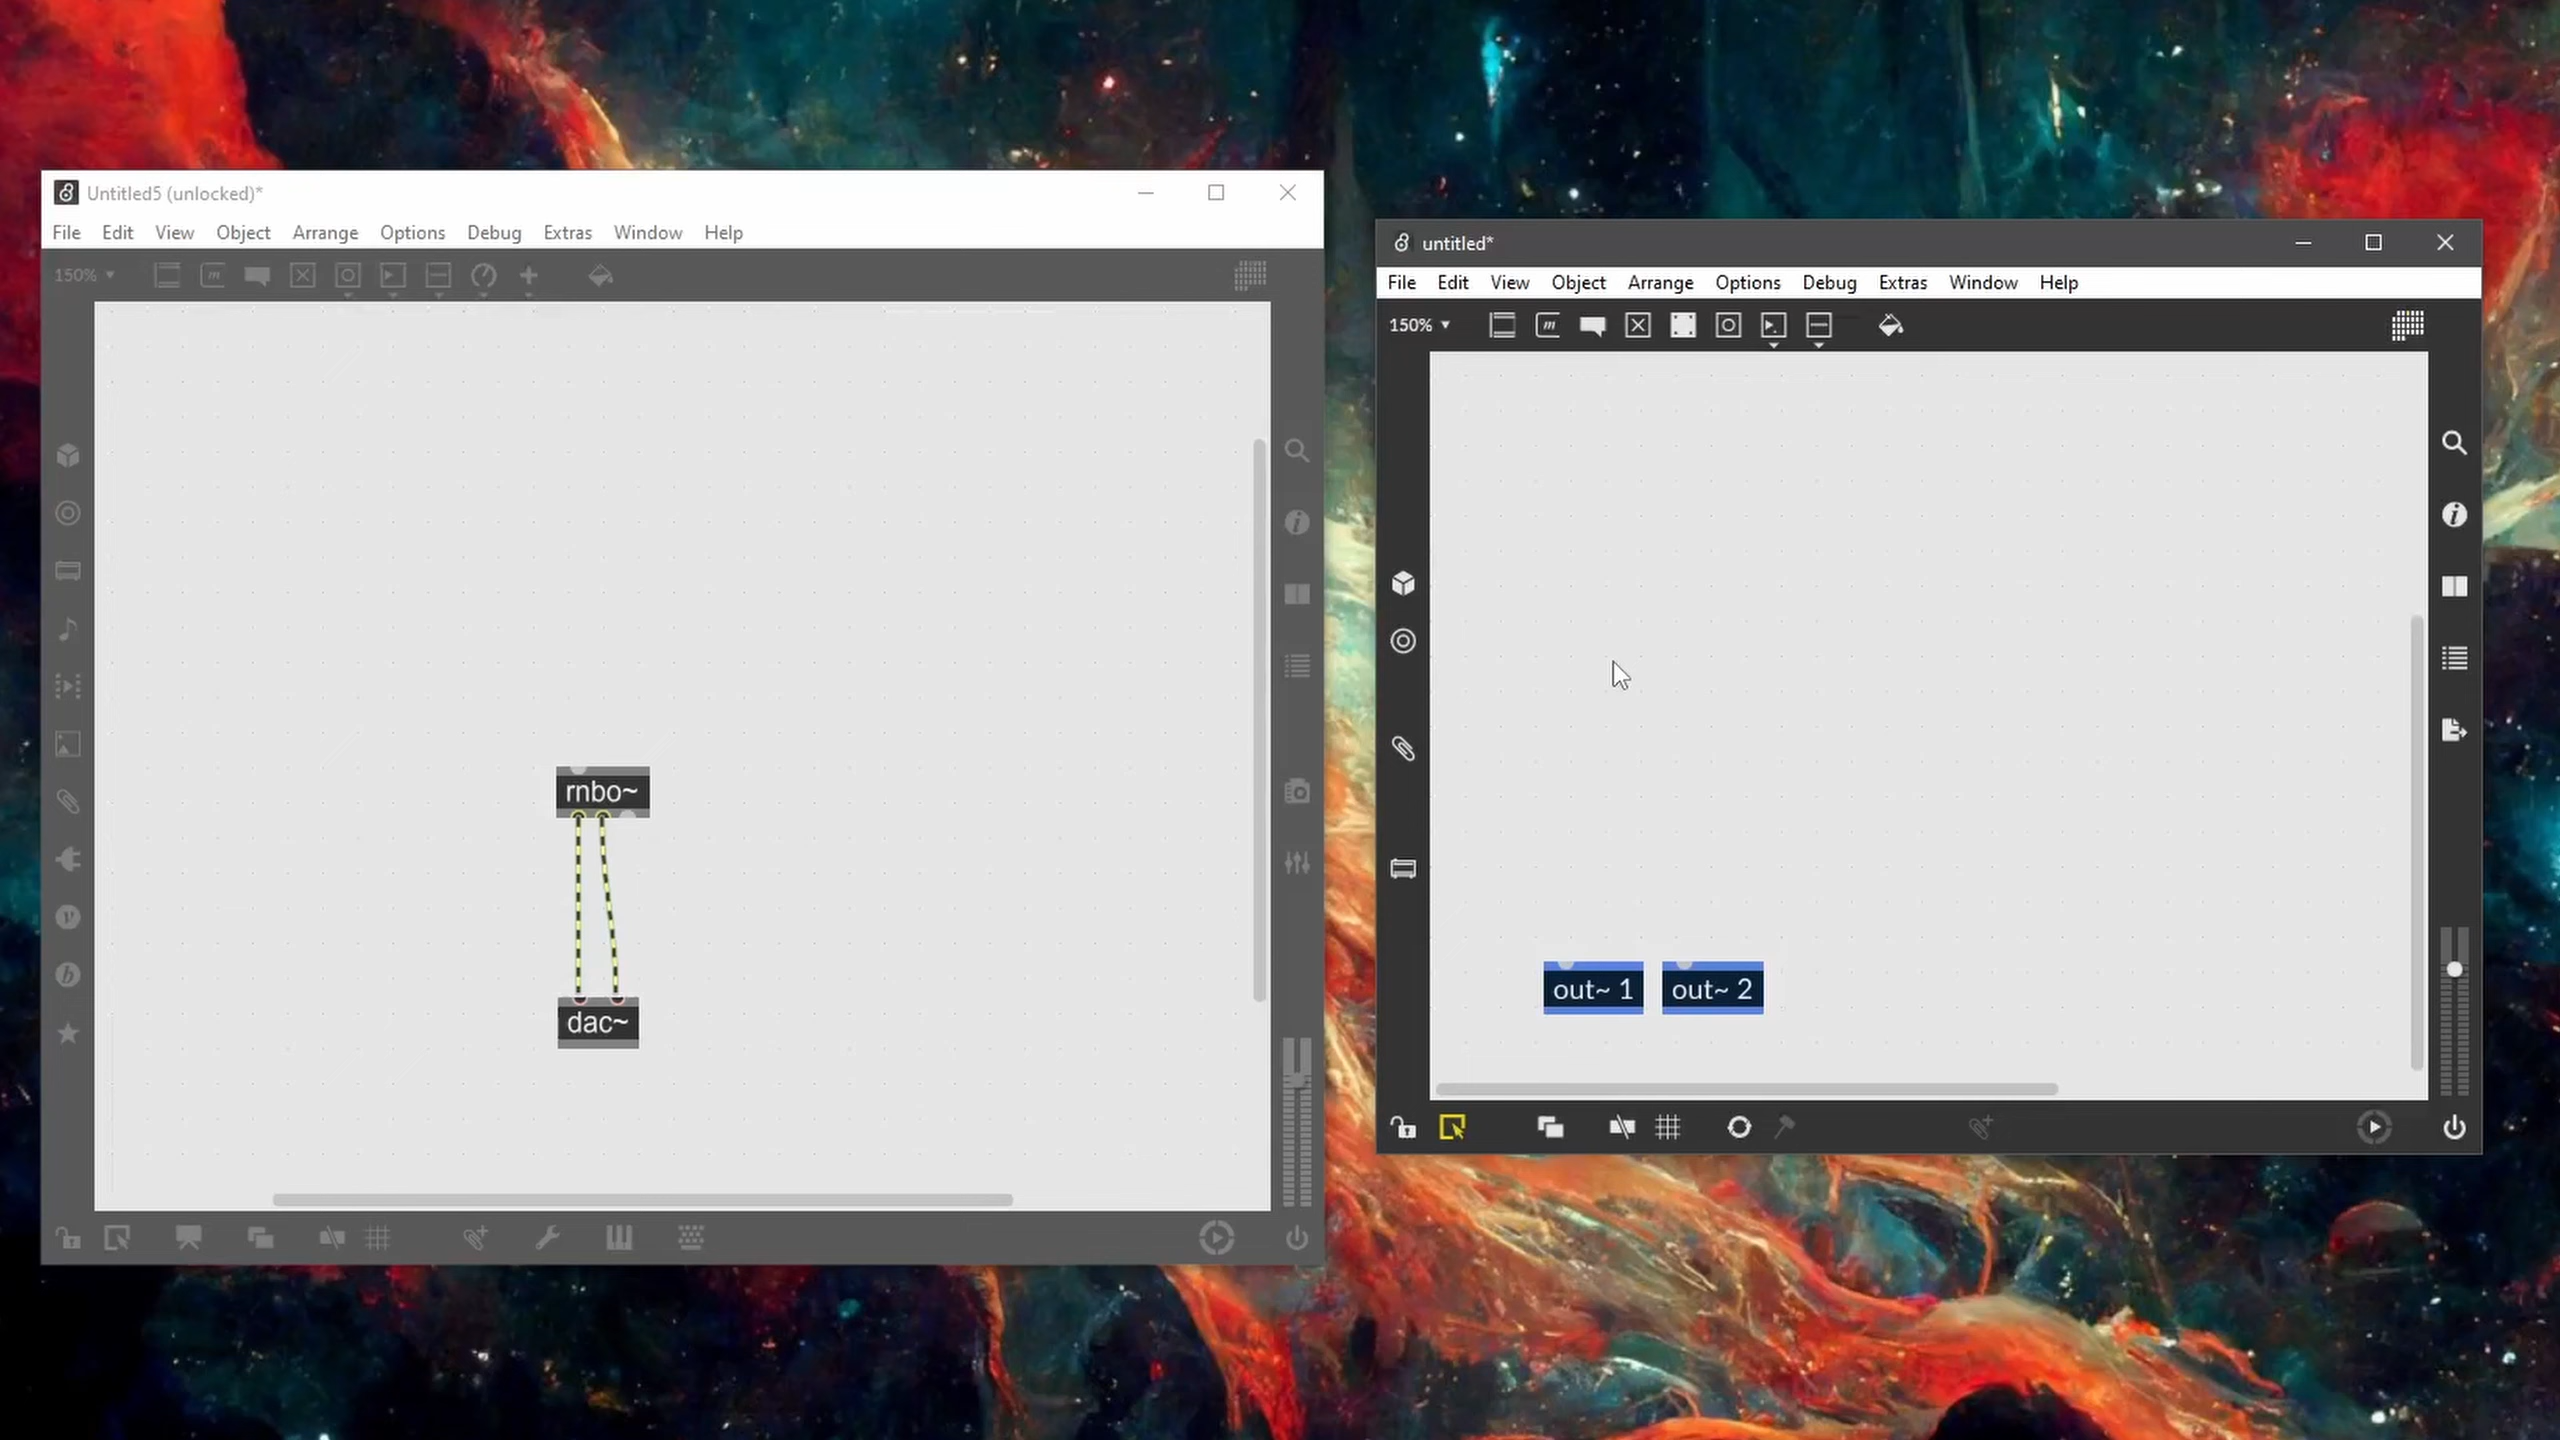 Untitled5 (unlocked)*
File Edit View Object Arrange Options Debug Extras Window Help
150%
rnbo~
dac~
untitled*
File Edit View Object Arrange Options Debug Extras Window Help
150%
out~ 1
out~ 2